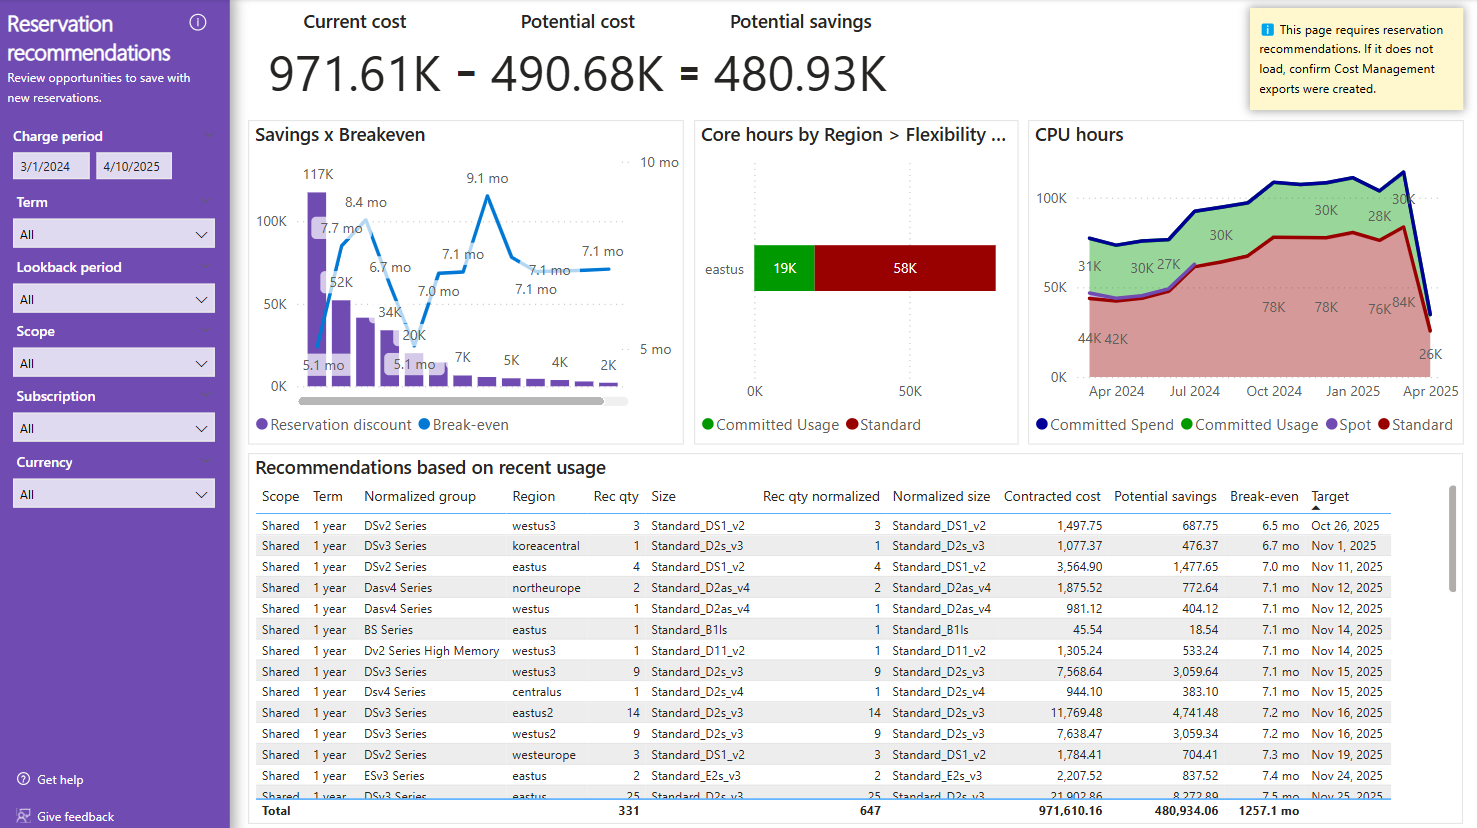 Reservation
recommendations
Review opportunities to save with
new reservations.
Charge period
3/1/2024 4/10/2025
Term
All
Lookback period
All
Scope
All
Subscription
All
Currency
All
Get help
Give feedback
Current cost Potential cost Potential savings
971.61K - 490.68K = 480.93K
This page requires reservation
recommendations. If it does not
load, confirm Cost Management
exports were created.
Savings x Breakeven
10 mo
5 mo
100K
50K
0K
117K
52K
34K
20K
7K
5K
4K
2K
5.1 mo
7.7 mo
8.4 mo
6.7 mo
5.1 mo
7.0 mo
7.1 mo
9.1 mo
7.1 mo
7.1 mo
7.1 mo
Reservation discount Break-even
Core hours by Region > Flexibility ...
eastus
19K 58K
0K 50K
Committed Usage Standard
CPU hours
100K
50K
0K
31K 30K 27K 30K 30K 28K 30K
44K 42K 78K 78K 76K 84K 26K
Apr 2024 Jul 2024 Oct 2024 Jan 2025 Apr 2025
Committed Spend Committed Usage Spot Standard
Recommendations based on recent usage
Scope Term Normalized group Region Rec qty Size Rec qty normalized Normalized size Contracted cost Potential savings Break-even Target
Shared 1 year DSv2 Series westus3 3 Standard_DS1_v2 3 Standard_DS1_v2 1,497.75 687.75 6.5 mo Oct 26, 2025
Shared 1 year DSv3 Series koreacentral 1 Standard_D2s_v3 1 Standard_D2s_v3 1,077.37 476.37 6.7 mo Nov 1, 2025
Shared 1 year DSv2 Series eastus 4 Standard_DS1_v2 4 Standard_DS1_v2 3,564.90 1,477.65 7.0 mo Nov 11, 2025
Shared 1 year Dasv4 Series northeurope 2 Standard_D2as_v4 2 Standard_D2as_v4 1,875.52 772.64 7.1 mo Nov 12, 2025
Shared 1 year Dasv4 Series westus 1 Standard_D2as_v4 1 Standard_D2as_v4 981.12 404.12 7.1 mo Nov 12, 2025
Shared 1 year BS Series eastus 1 Standard_B1ls 1 Standard_B1ls 45.54 18.54 7.1 mo Nov 14, 2025
Shared 1 year Dv2 Series High Memory westus3 1 Standard_D11_v2 1 Standard_D11_v2 1,305.24 533.24 7.1 mo Nov 14, 2025
Shared 1 year DSv3 Series westus3 9 Standard_D2s_v3 9 Standard_D2s_v3 7,568.64 3,059.64 7.1 mo Nov 15, 2025
Shared 1 year Dsv4 Series centralus 1 Standard_D2s_v4 1 Standard_D2s_v4 944.10 383.10 7.1 mo Nov 15, 2025
Shared 1 year DSv3 Series eastus2 14 Standard_D2s_v3 14 Standard_D2s_v3 11,769.48 4,741.48 7.2 mo Nov 16, 2025
Shared 1 year DSv3 Series westus2 9 Standard_D2s_v3 9 Standard_D2s_v3 7,638.47 3,059.34 7.2 mo Nov 16, 2025
Shared 1 year DSv2 Series westeurope 3 Standard_DS1_v2 3 Standard_DS1_v2 1,784.41 704.41 7.3 mo Nov 19, 2025
Shared 1 year ESv3 Series eastus 2 Standard_E2s_v3 2 Standard_E2s_v3 2,207.52 837.52 7.4 mo Nov 24, 2025
Shared 1 year DSv3 Series eastus 25 Standard_D2s_v3 25 Standard_D2s_v3 21,902.86 8,272.89 7.5 mo Nov 25, 2025
Total 331 647 971,610.16 480,934.06 1257.1 mo